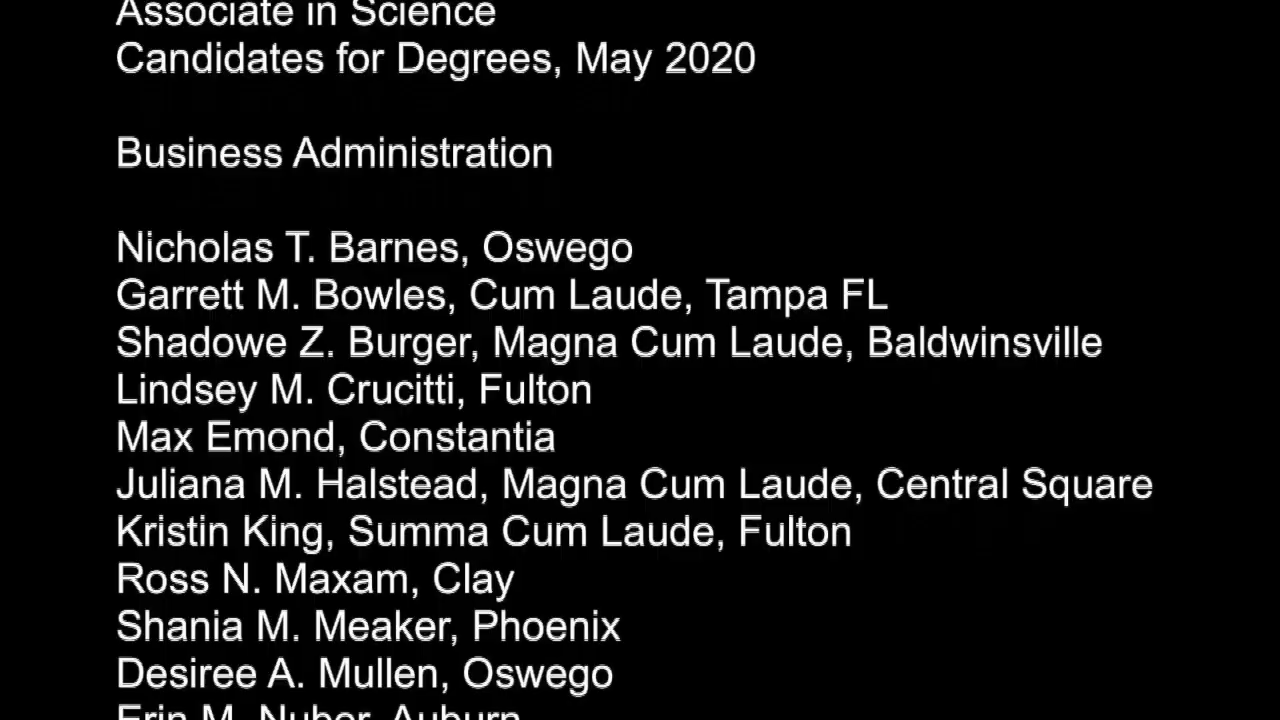 Associate in Science
Candidates for Degrees, May 2020
Business Administration
Nicholas T. Barnes, Oswego
Garrett M. Bowles, Cum Laude, Tampa FL
Shadowe Z. Burger, Magna Cum Laude, Baldwinsville
Lindsey M. Crucitti, Fulton
Max Emond, Constantia
Juliana M. Halstead, Magna Cum Laude, Central Square
Kristin King, Summa Cum Laude, Fulton
Ross N. Maxam, Clay
Shania M. Meaker, Phoenix
Desiree A. Mullen, Oswego
Erin M. Auburn